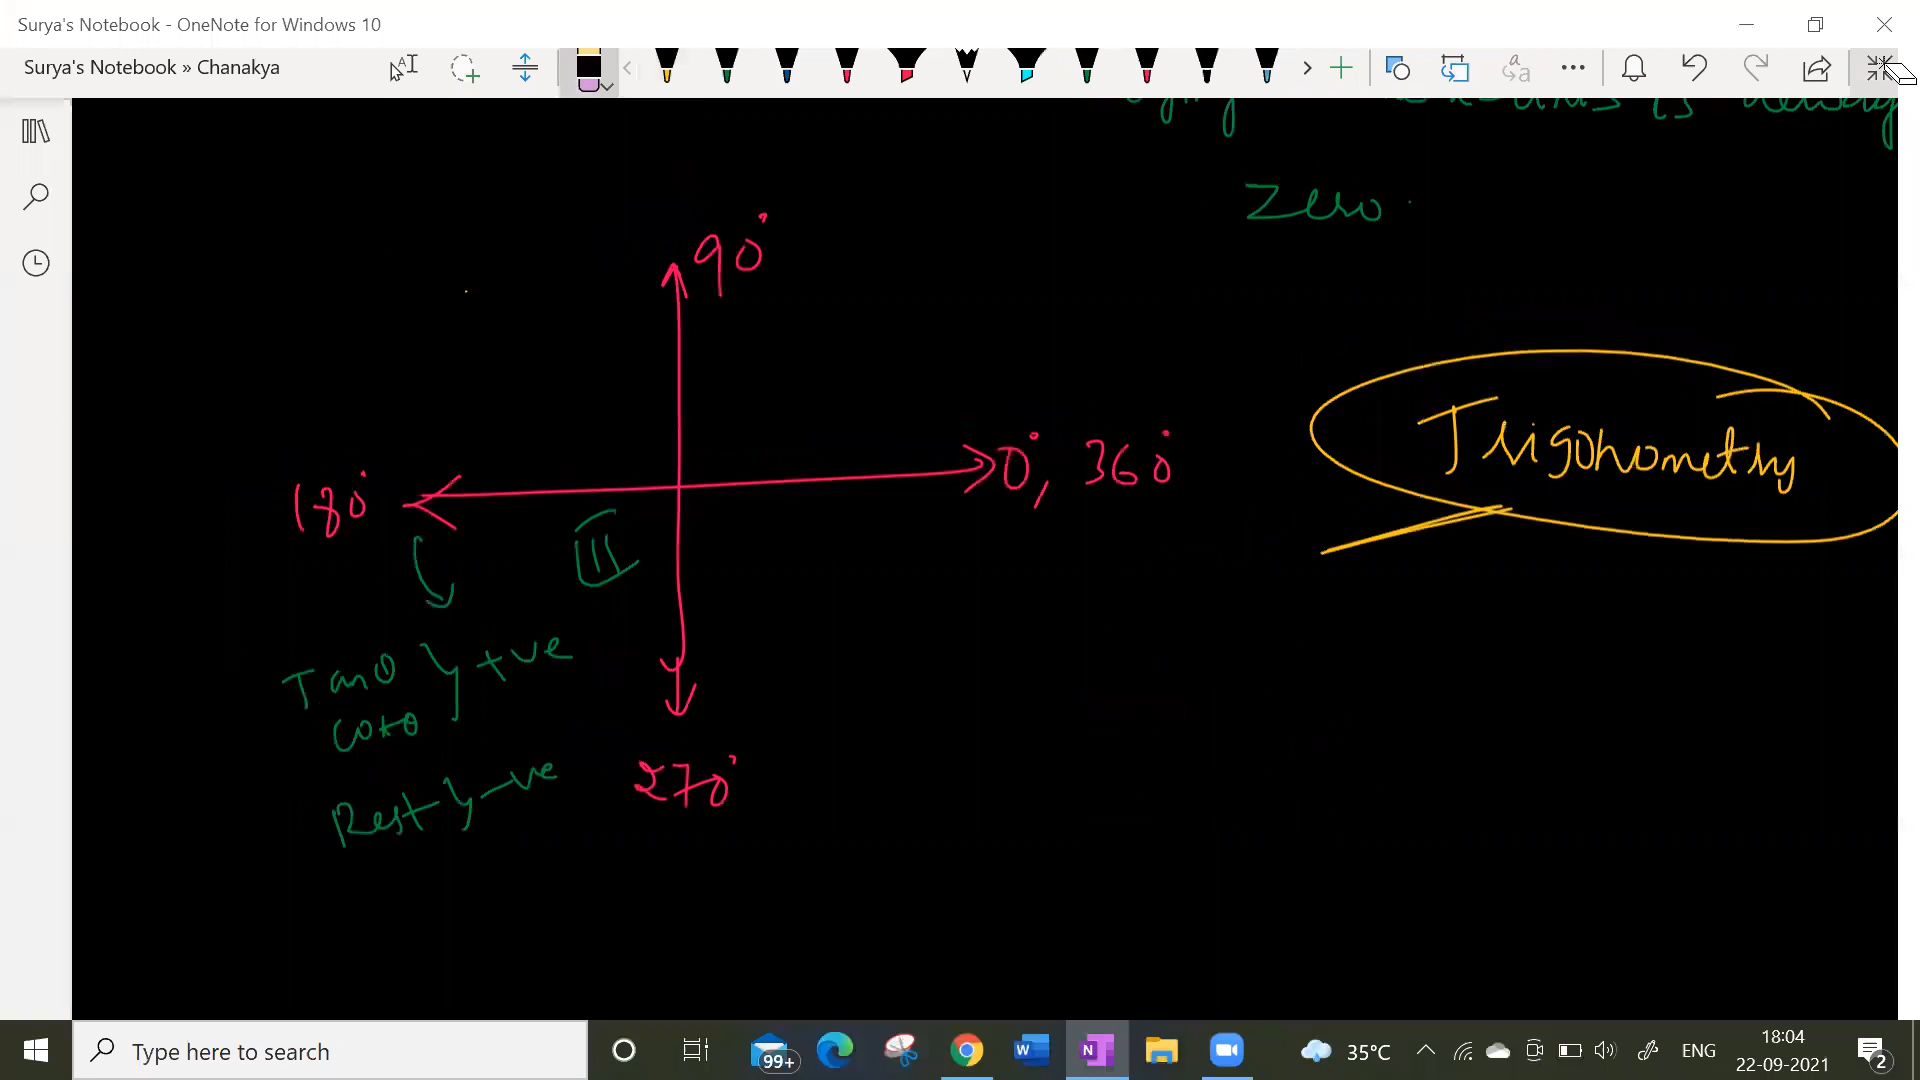 Surya's Notebook - OneNote for Windows 10
Surya's Notebook » Chanakya
is
zero.
90°
0°, 360°
180°
III
Trigonometry
Tanθ } +ve
cotθ
Rest } -ve
270°
Type here to search
99+
35°C
ENG
18:04
22-09-2021
2